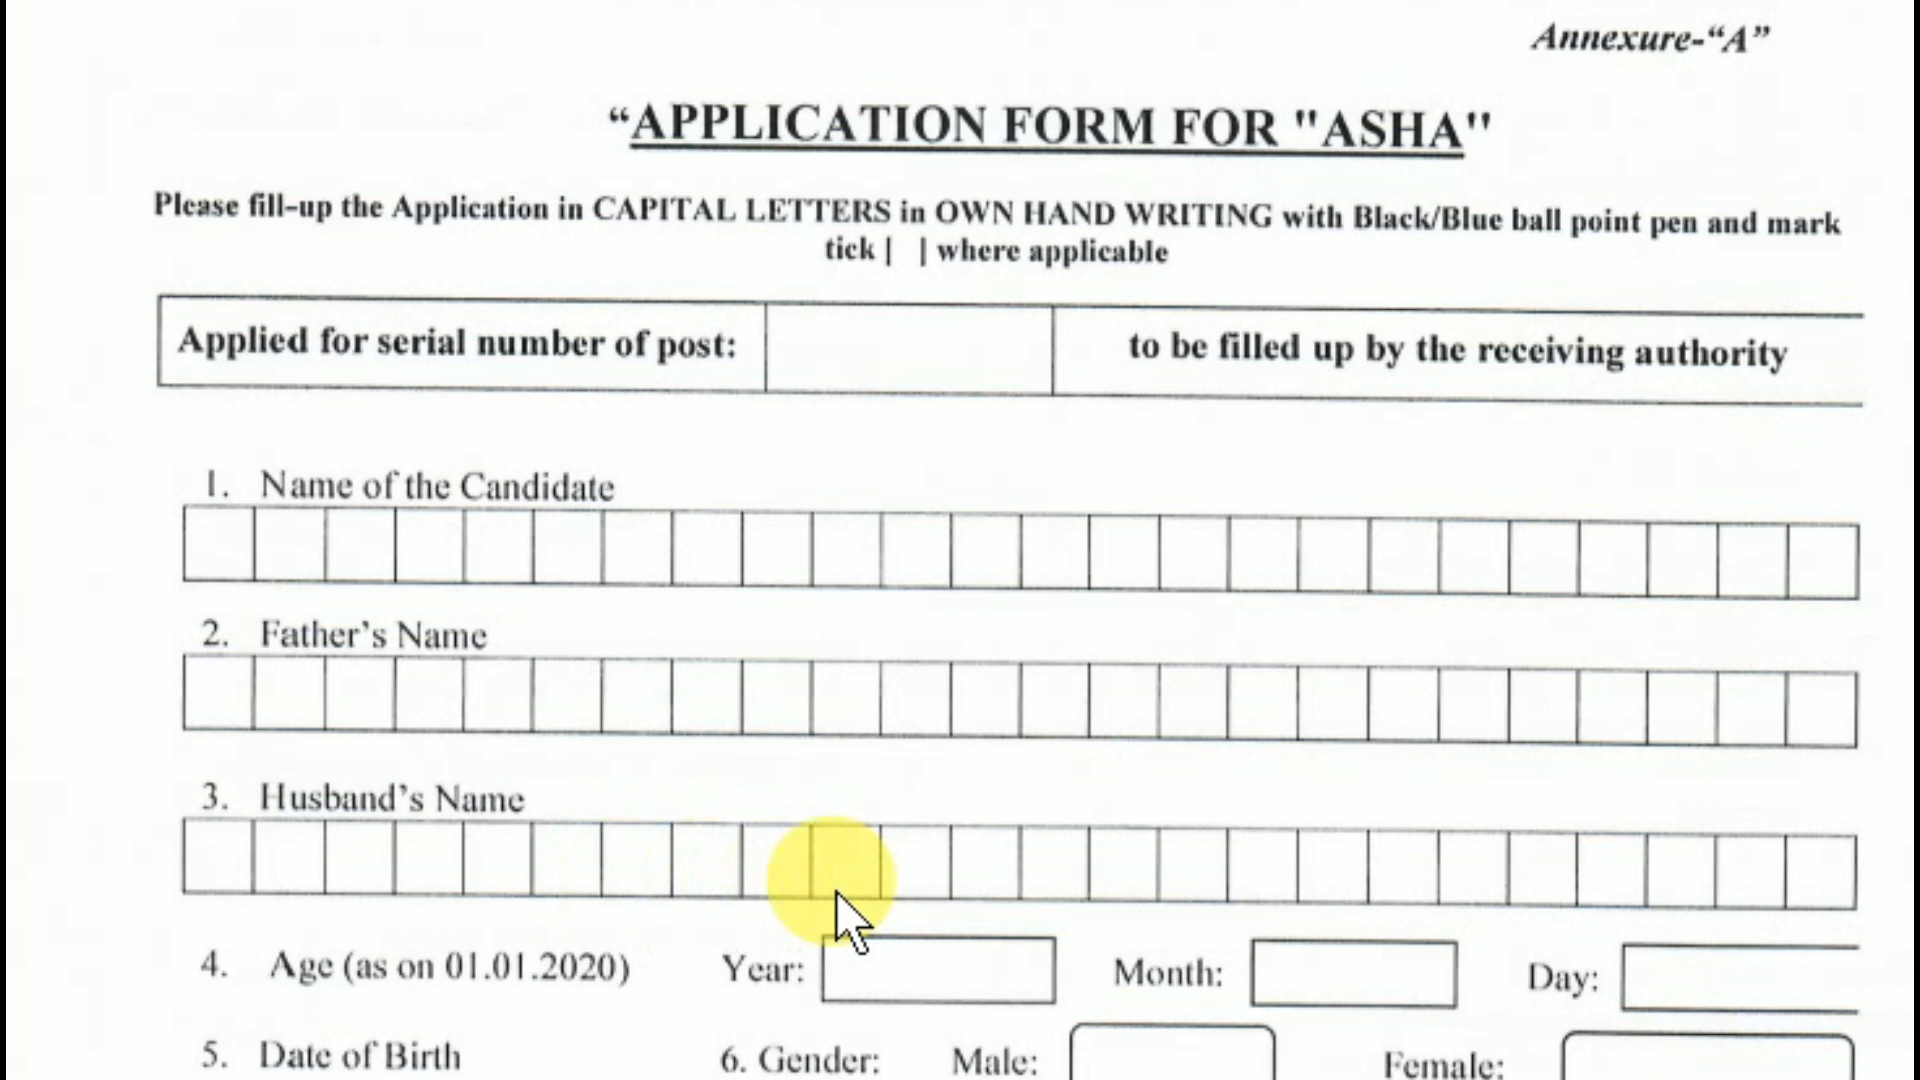 Annexure-“A”
“APPLICATION FORM FOR "ASHA"
Please fill-up the Application in CAPITAL LETTERS in OWN HAND WRITING with Black/Blue ball point pen and mark
tick [ ] where applicable
Applied for serial number of post: to be filled up by the receiving authority
1. Name of the Candidate
2. Father’s Name
3. Husband’s Name
4. Age (as on 01.01.2020) Year: Month: Day:
5. Date of Birth 6. Gender: Male: Female: